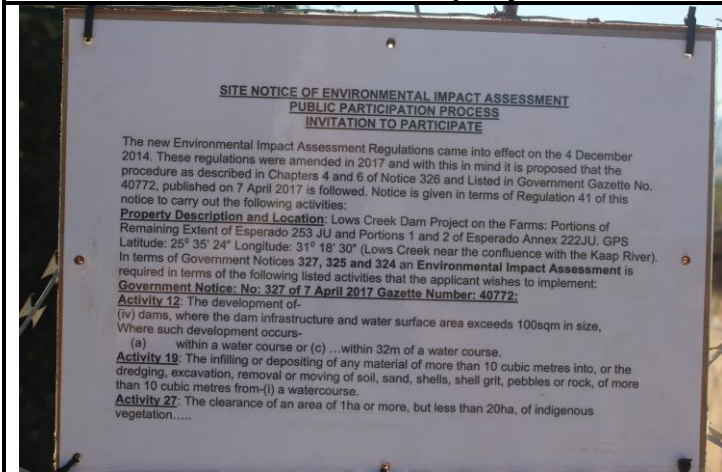 SITE NOTICE OF ENVIRONMENTAL IMPACT ASSESSMENT
PUBLIC PARTICIPATION PROCESS
INVITATION TO PARTICIPATE
The new Environmental Impact Assessment Regulations came into effect on the 4 December
2014. These regulations were amended in 2017 and with this in mind it is proposed that the
procedure as described in Chapters 4 and 6 of Notice 326 and Listed in Government Gazette No.
40772, published on 7 April 2017 is followed. Notice is given in terms of Regulation 41 of this
notice to carry out the following activities:
Property Description and Location: Lows Creek Dam Project on the Farms: Portions of
Remaining Extent of Esperado 253 JU and Portions 1 and 2 of Esperado Annex 222JU. GPS
Latitude: 25⁰ 35' 24" Longitude: 31⁰ 18' 30" (Lows Creek near the confluence with the Kaap River).
In terms of Government Notices 327, 325 and 324 an Environmental Impact Assessment is
required in terms of the following listed activities that the applicant wishes to implement:
Government Notice: No: 327 of 7 April 2017 Gazette Number: 40772:
Activity 12: The development of-
(iv) dams, where the dam infrastructure and water surface area exceeds 100sqm in size,
Where such development occurs-
(a) within a water course or (c) …within 32m of a water course.
Activity 19: The infilling or depositing of any material of more than 10 cubic metres into, or the
dredging, excavation, removal or moving of soil, sand, shells, shell grit, pebbles or rock, of more
than 10 cubic metres from-(i) a watercourse.
Activity 27: The clearance of an area of 1ha or more, but less than 20ha, of indigenous
vegetation…..